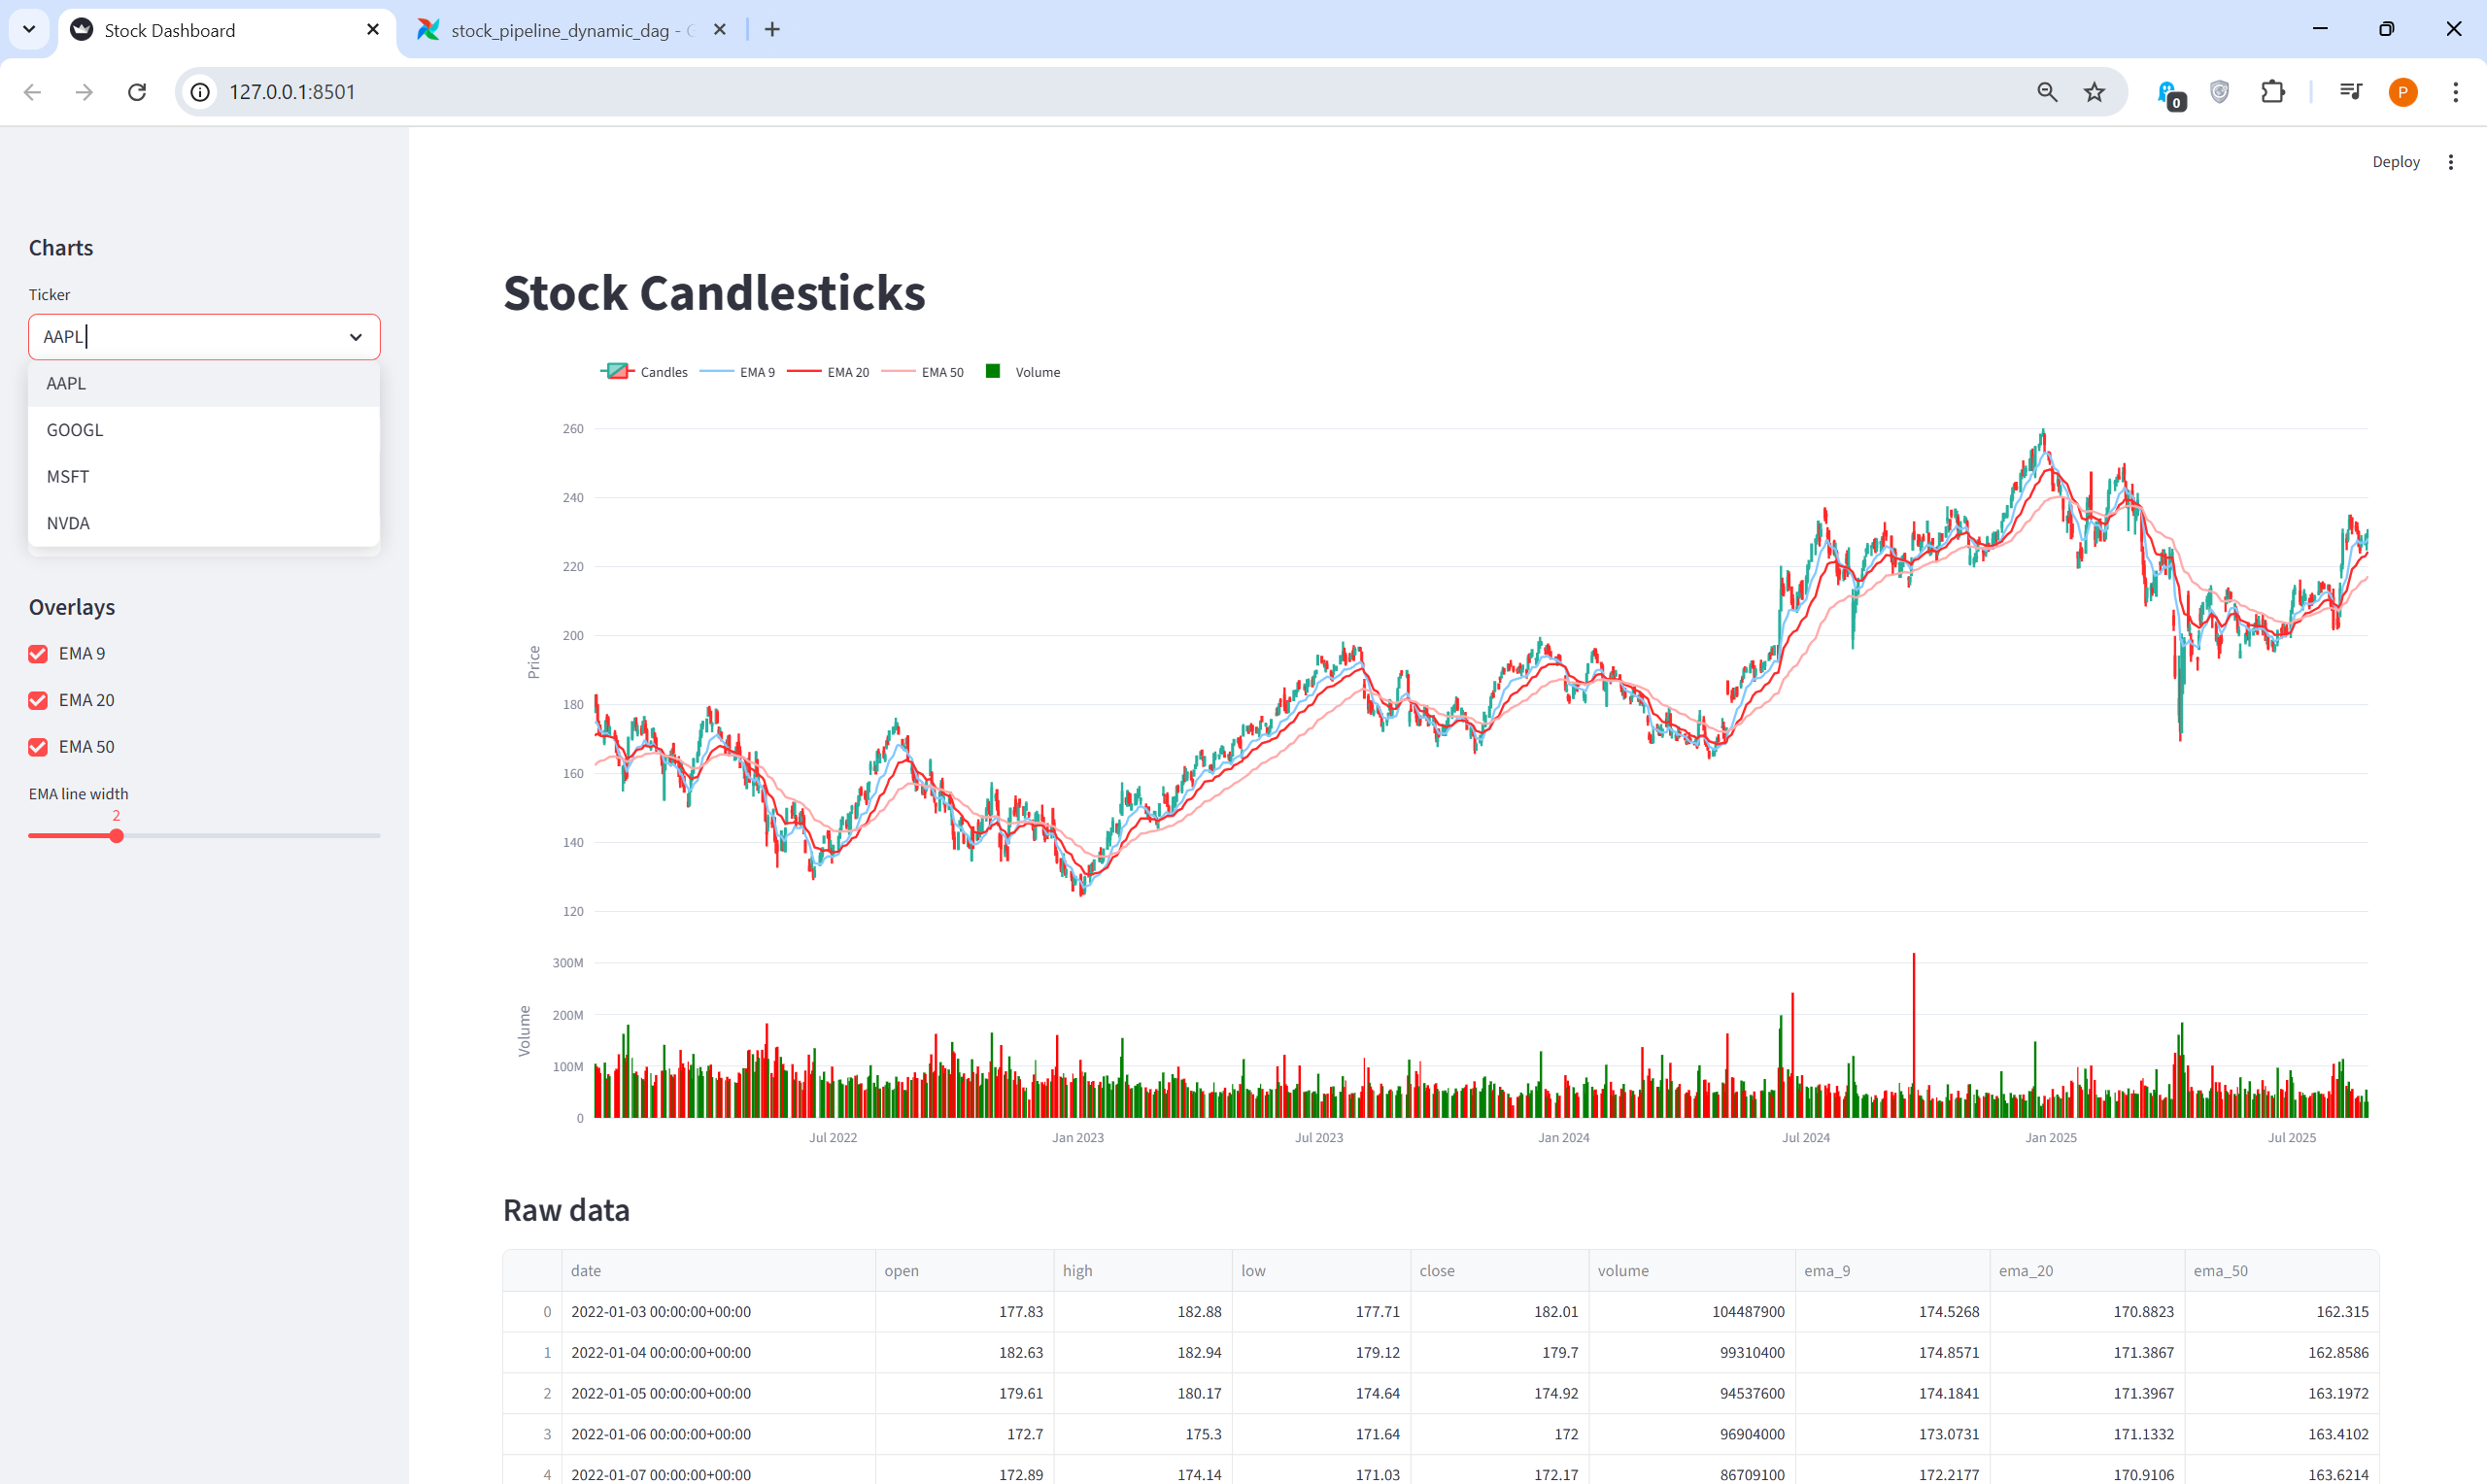 Stock Dashboard
stock_pipeline_dynamic_dag -
127.0.0.1:8501
0
P
Deploy
Charts
Ticker
AAPL
AAPL
GOOGL
MSFT
NVDA
Overlays
EMA 9
EMA 20
EMA 50
EMA line width
2
Stock Candlesticks
Candles EMA 9 EMA 20 EMA 50 Volume
260
240
220
200
180
160
140
120
Price
300M
200M
100M
0
Volume
Jul 2022 Jan 2023 Jul 2023 Jan 2024 Jul 2024 Jan 2025 Jul 2025
Raw data
date open high low close volume ema_9 ema_20 ema_50
0 2022-01-03 00:00:00+00:00 177.83 182.88 177.71 182.01 104487900 174.5268 170.8823 162.315
1 2022-01-04 00:00:00+00:00 182.63 182.94 179.12 179.7 99310400 174.8571 171.3867 162.8586
2 2022-01-05 00:00:00+00:00 179.61 180.17 174.64 174.92 94537600 174.1841 171.3967 163.1972
3 2022-01-06 00:00:00+00:00 172.7 175.3 171.64 172 96904000 173.0731 171.1332 163.4102
4 2022-01-07 00:00:00+00:00 172.89 174.14 171.03 172.17 86709100 172.2177 170.9106 163.6214